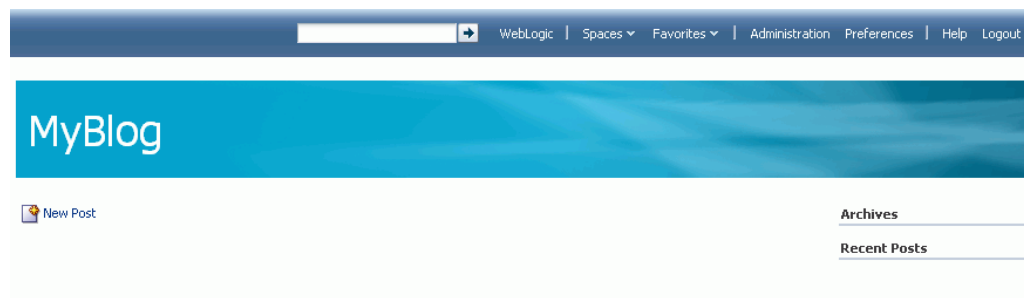 WebLogic | Spaces Favorites | Administration Preferences | Help Logout
MyBlog
New Post
Archives
Recent Posts